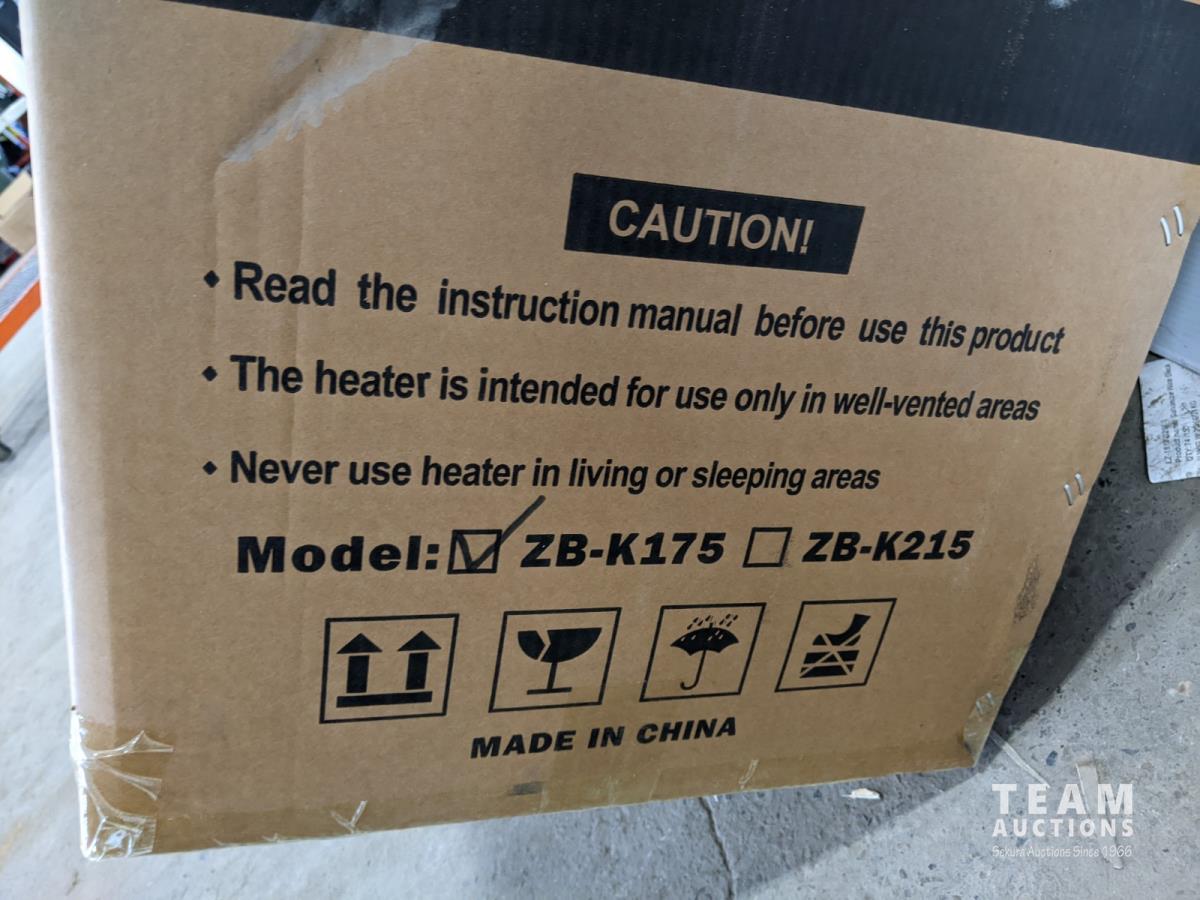 CAUTION!
Read the instruction manual before use this product
The heater is intended for use only in well-vented areas
Never use heater in living or sleeping areas
Model: ZB-K175 ZB-K215
MADE IN CHINA
TEAM
AUCTIONS
Sekura Auctions Since 1966